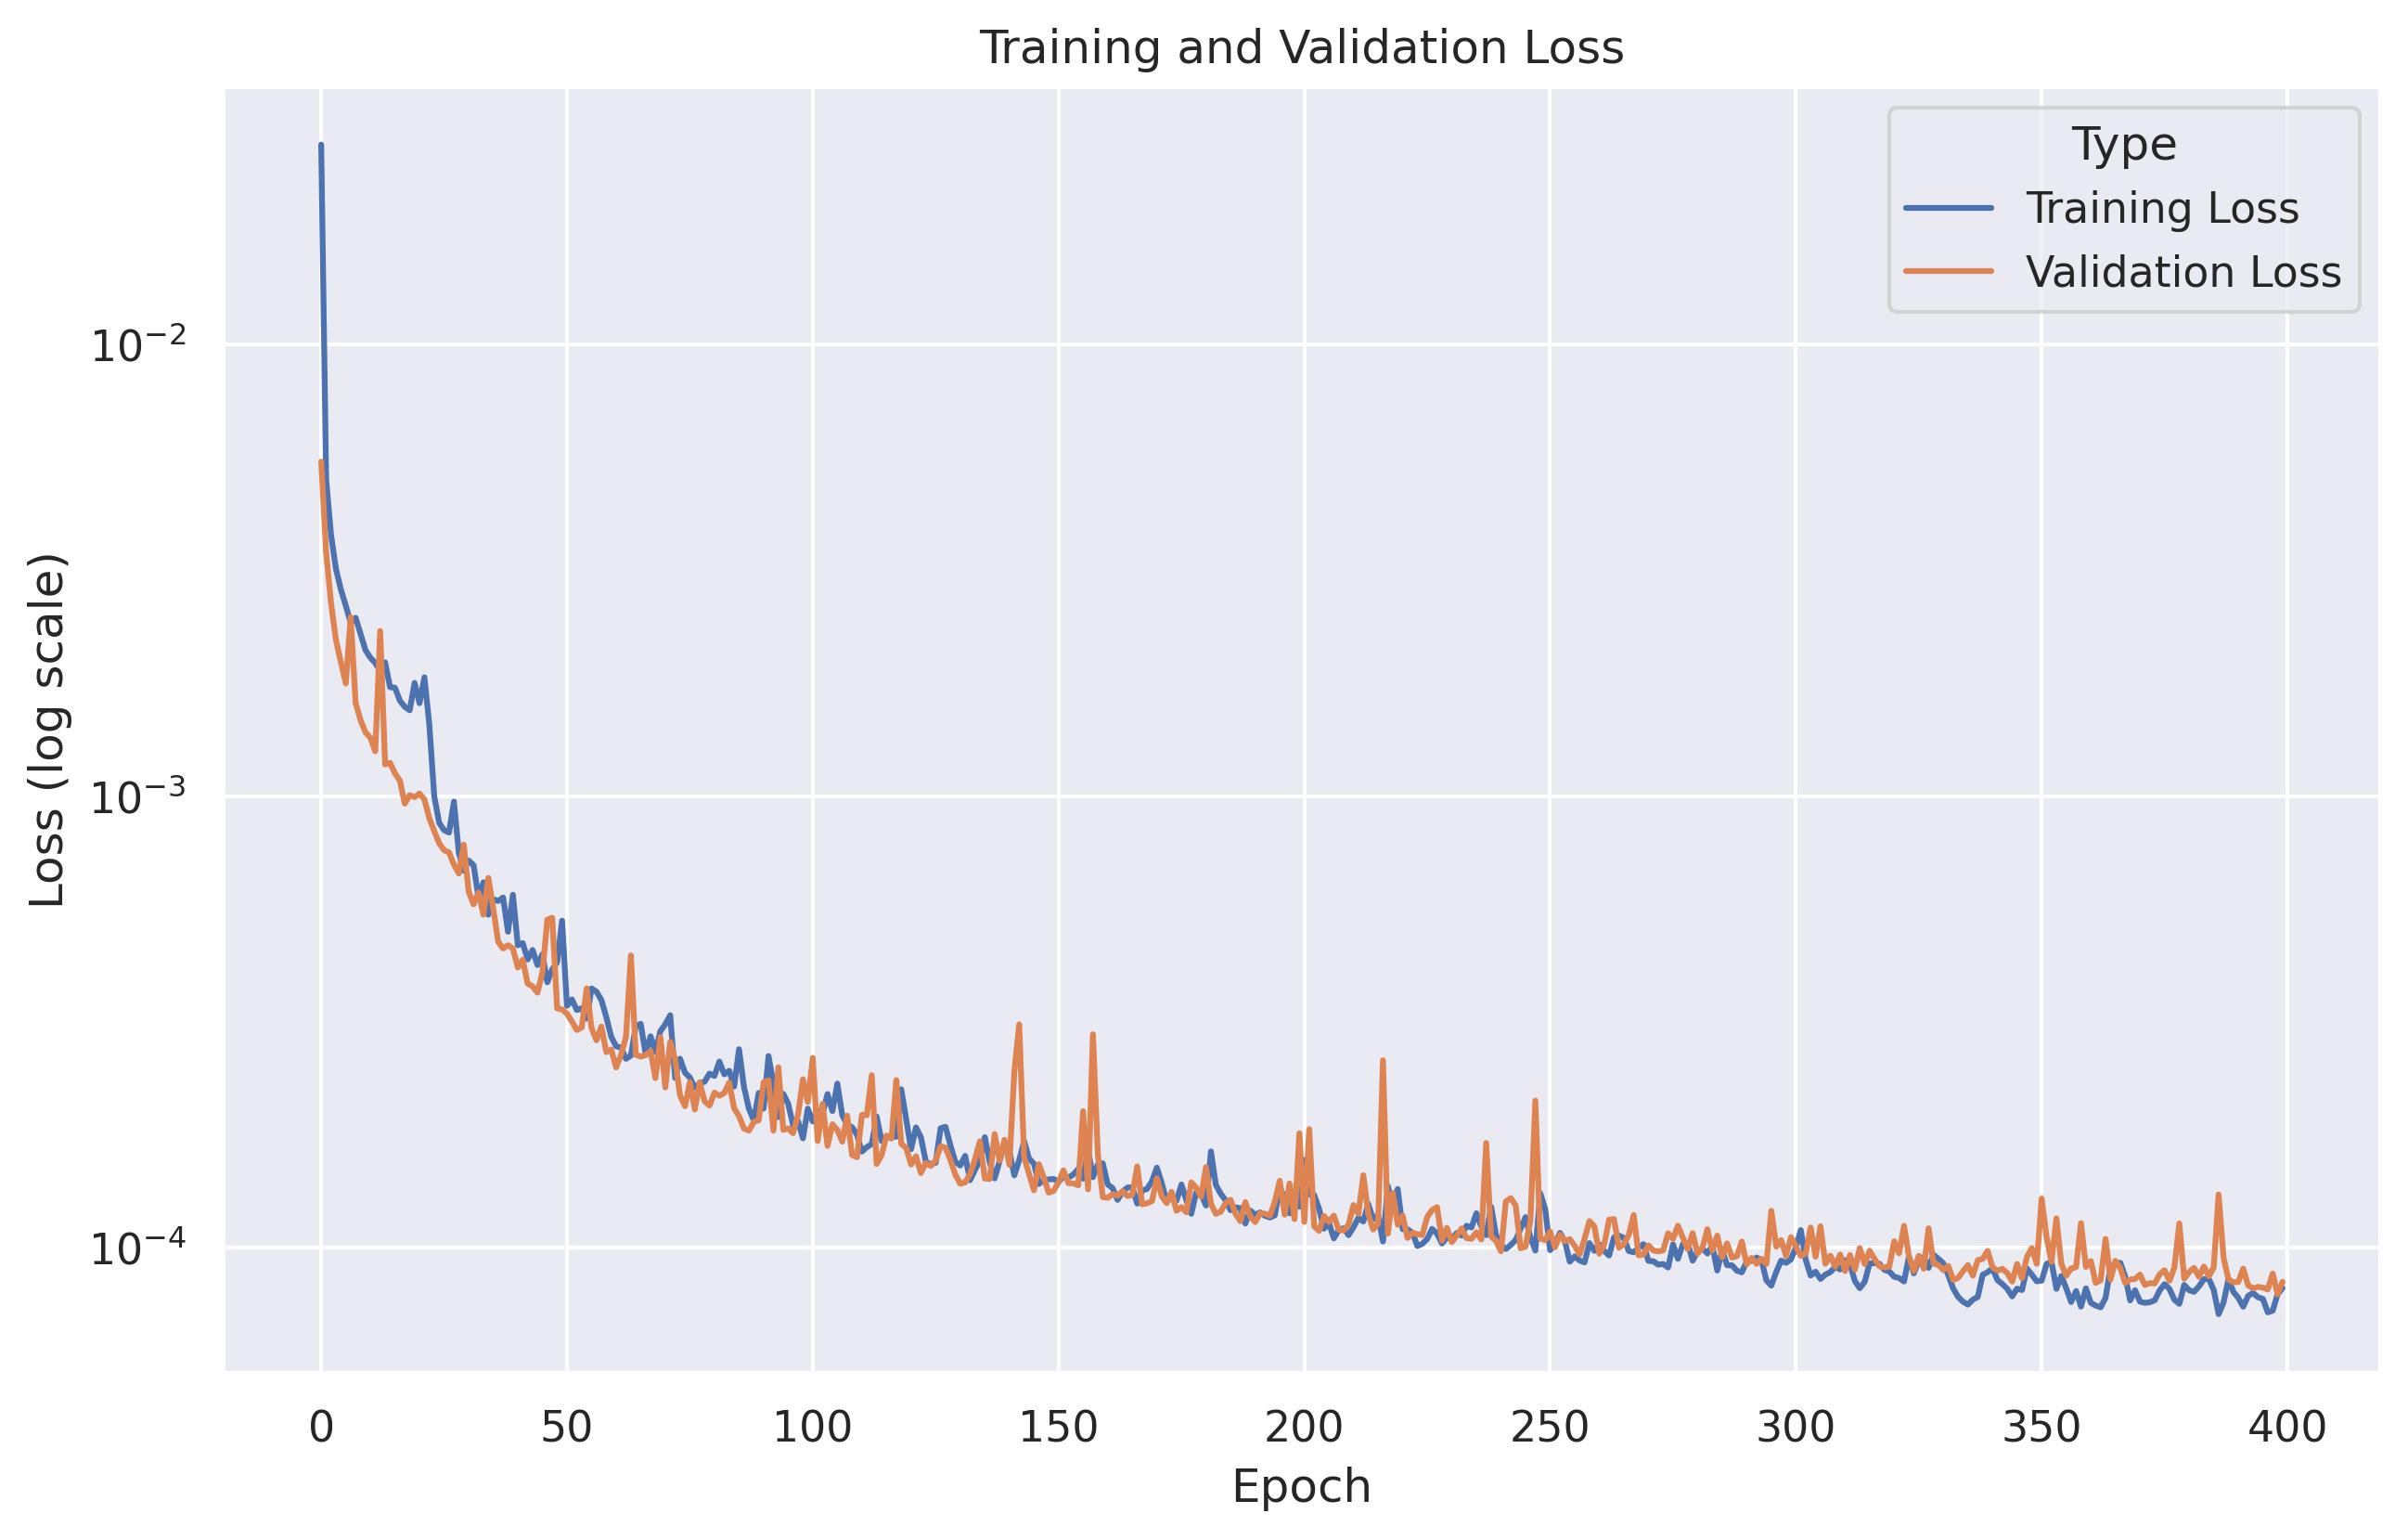 Training and Validation Loss
Type
Training Loss
Validation Loss
Loss (log scale)
10⁻²
10⁻³
10⁻⁴
0 50 100 150 200 250 300 350 400
Epoch